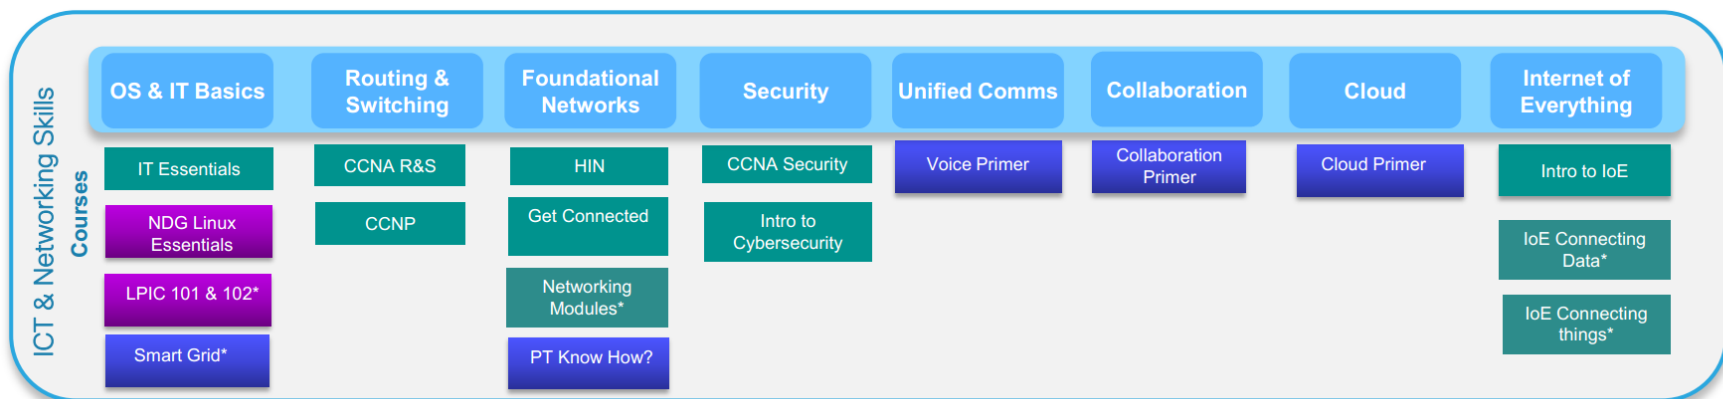 ICT & Networking Skills
Courses
OS & IT Basics
IT Essentials
NDG Linux
Essentials
LPIC 101 & 102*
Smart Grid*
Routing &
Switching
CCNA R&S
CCNP
Foundational
Networks
HIN
Get Connected
Networking
Modules*
PT Know How?
Security
CCNA Security
Intro to
Cybersecurity
Unified Comms
Voice Primer
Collaboration
Collaboration
Primer
Cloud
Cloud Primer
Internet of
Everything
Intro to IoE
IoE Connecting
Data*
IoE Connecting
things*